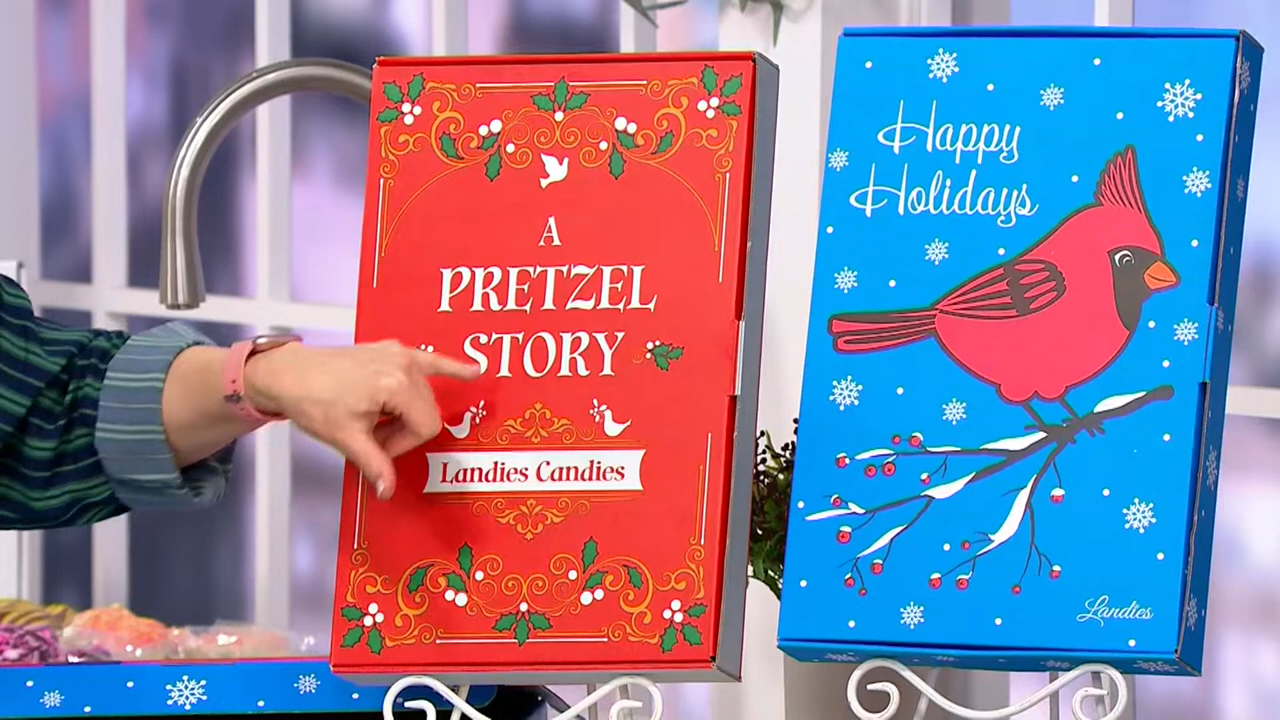 A
PRETZEL
STORY
Landies Candies
Happy
Holidays
Landies